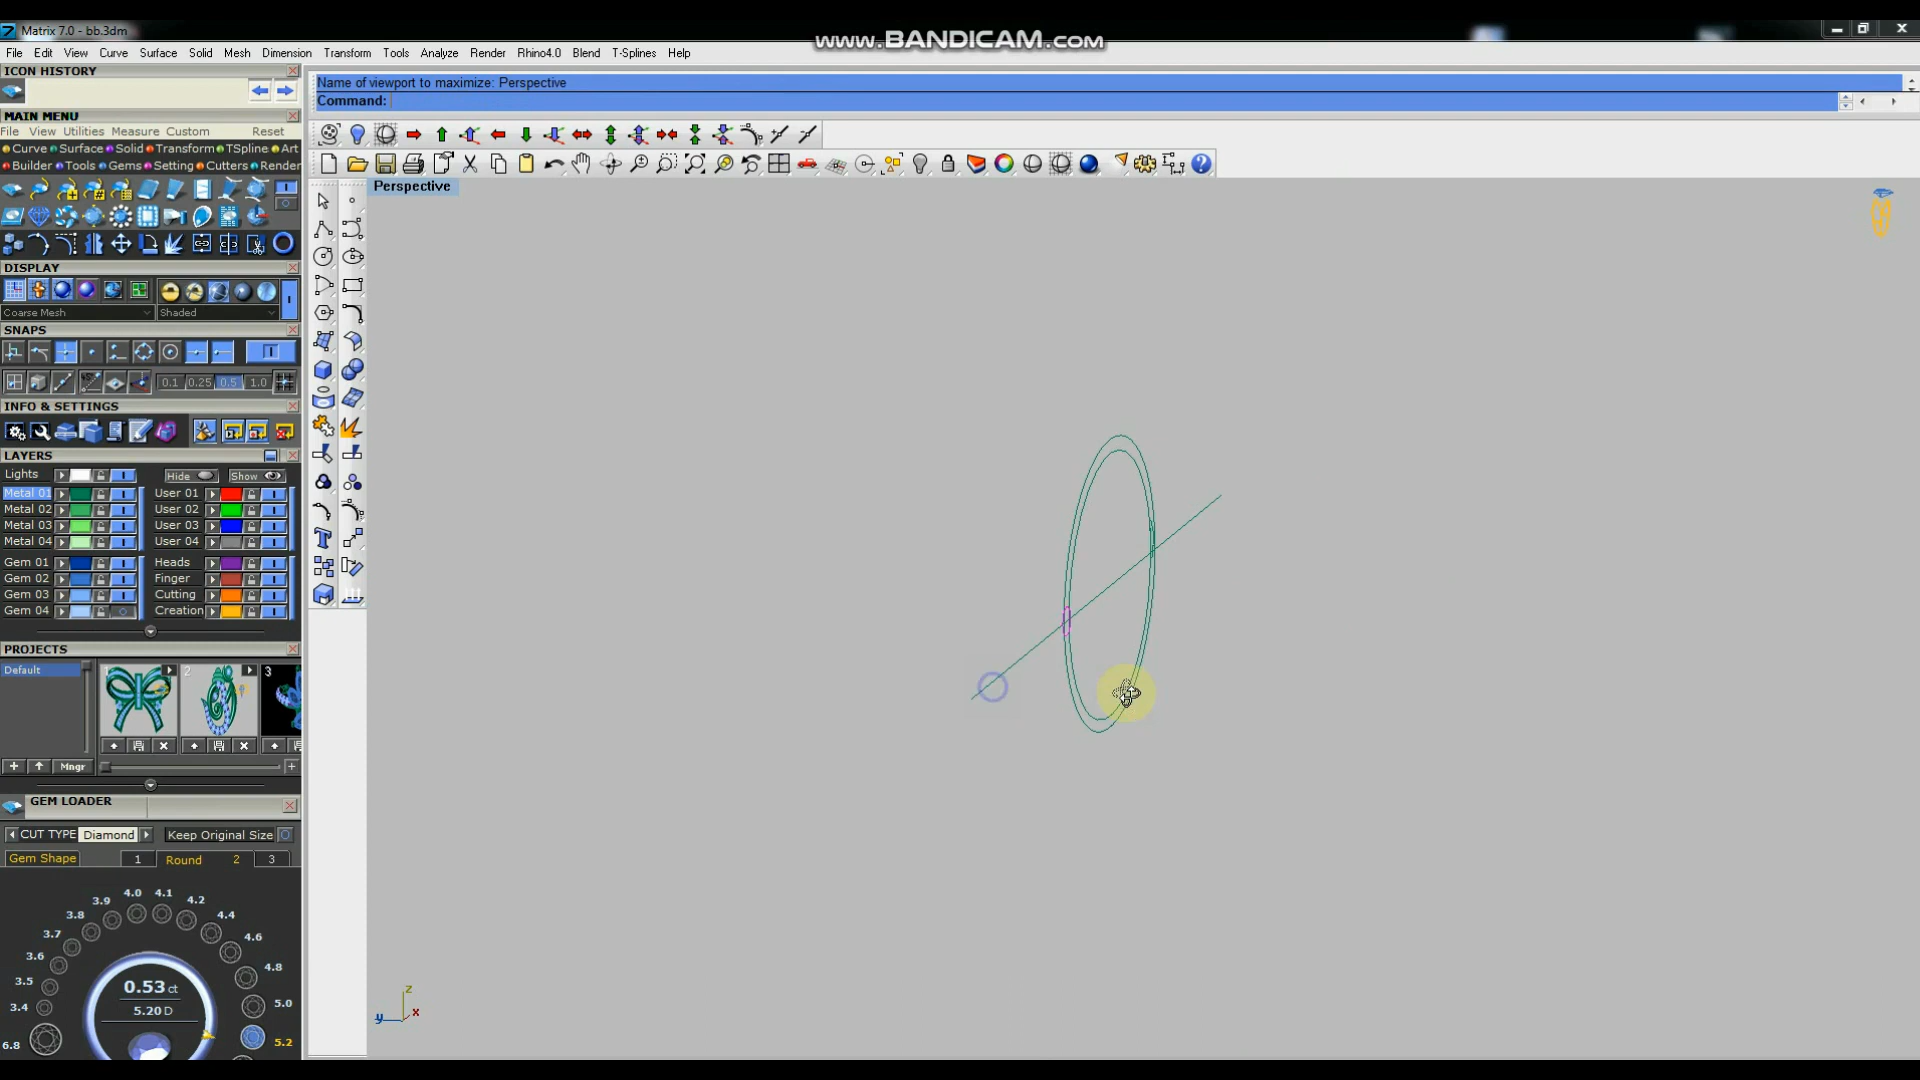 Matrix 7.0 - bb.3dm
www.BANDICAM.com
File Edit View Curve Surface Solid Mesh Dimension Transform Tools Analyze Render Rhino4.0 Blend T-Splines Help
ICON HISTORY
Name of viewport to maximize: Perspective
Command:
MAIN MENU
File View Utilities Measure Custom Reset
Curve Surface Solid Transform TSpline Art
Builder Tools Gems Setting Cutters Render
Perspective
DISPLAY
Coarse Mesh Shaded
SNAPS
0.1 0.25 0.5 1.0
INFO & SETTINGS
LAYERS
Lights Hide Show
Metal 01 User 01
Metal 02 User 02
Metal 03 User 03
Metal 04 User 04
Gem 01 Heads
Gem 02 Finger
Gem 03 Cutting
Gem 04 Creation
PROJECTS
Default 1 2 3
Mngr
GEM LOADER
CUT TYPE Diamond Keep Original Size
Gem Shape 1 Round 2 3
4.0 4.1
3.9 4.2
3.8 4.4
3.7 4.6
3.6 4.8
3.5
3.4 5.0
0.53 ct
5.20 D
6.8 5.2
z
y x